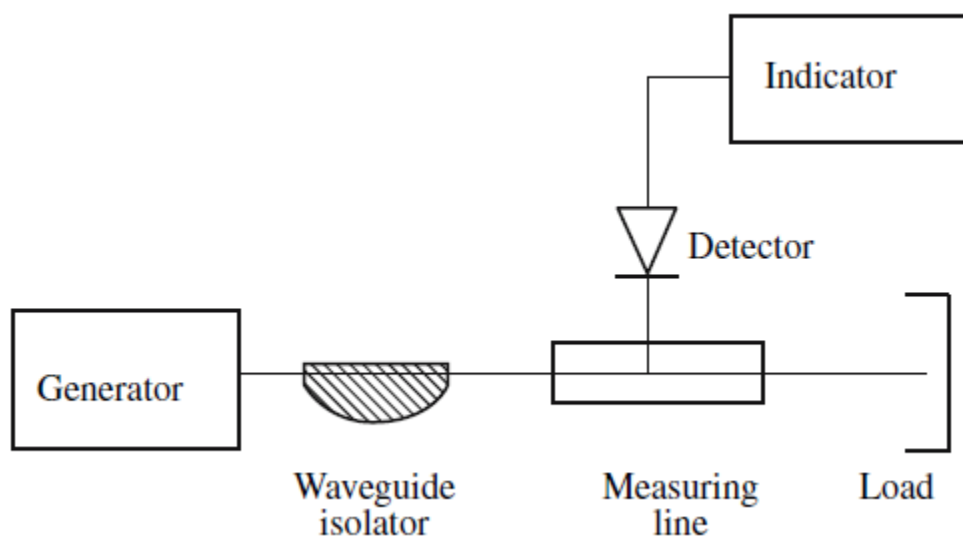 Indicator
Detector
Generator
Waveguide
isolator
Measuring
line
Load